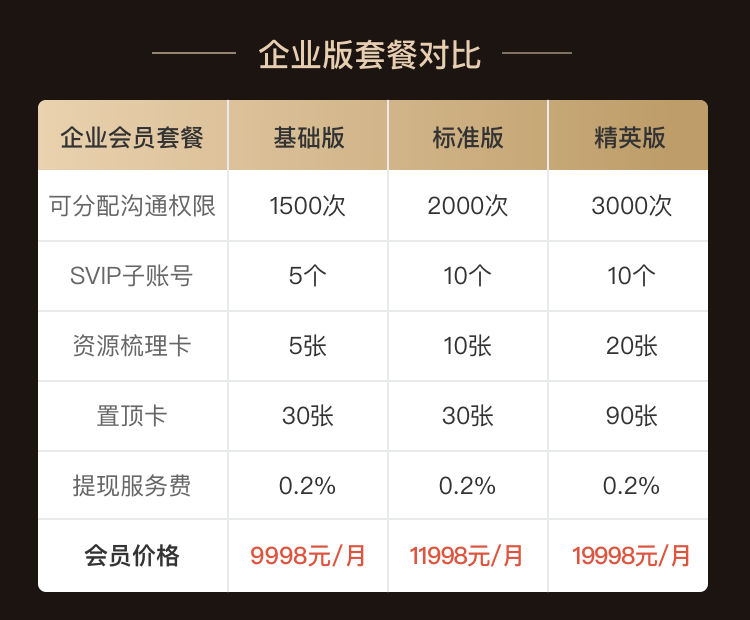 企业版套餐对比
企业会员套餐 基础版 标准版 精英版
可分配沟通权限 1500次 2000次 3000次
SVIP子账号 5个 10个 10个
资源梳理卡 5张 10张 20张
置顶卡 30张 30张 90张
提现服务费 0.2% 0.2% 0.2%
会员价格 9998元/月 11998元/月 19998元/月